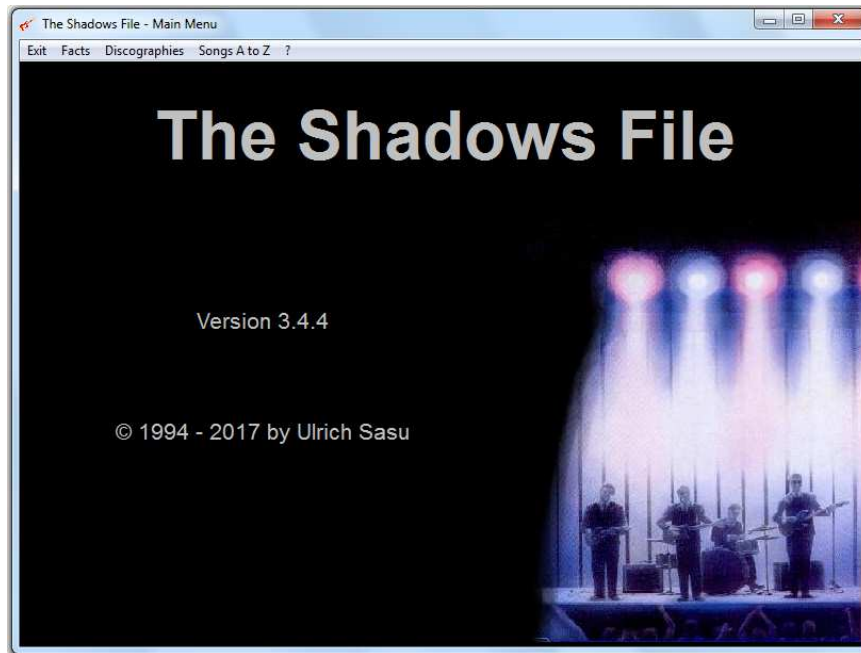 The Shadows File - Main Menu
Exit Facts Discographies Songs A to Z ?
The Shadows File
Version 3.4.4
© 1994 - 2017 by Ulrich Sasu